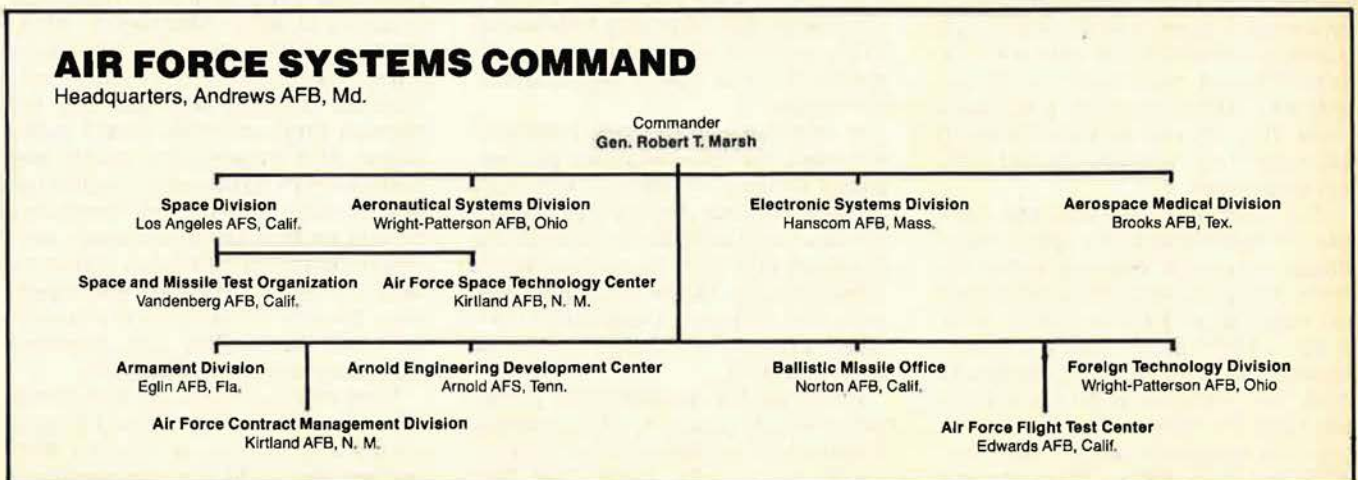 AIR FORCE SYSTEMS COMMAND
Headquarters, Andrews AFB, Md.
Commander
Gen. Robert T. Marsh
Space Division
Los Angeles AFS, Calif.
Aeronautical Systems Division
Wright-Patterson AFB, Ohio
Electronic Systems Division
Hanscom AFB, Mass.
Aerospace Medical Division
Brooks AFB, Tex.
Space and Missile Test Organization
Vandenberg AFB, Calif.
Air Force Space Technology Center
Kirtland AFB, N. M.
Armament Division
Eglin AFB, Fla.
Arnold Engineering Development Center
Arnold AFS, Tenn.
Ballistic Missile Office
Norton AFB, Calif.
Foreign Technology Division
Wright-Patterson AFB, Ohio
Air Force Contract Management Division
Kirtland AFB, N. M.
Air Force Flight Test Center
Edwards AFB, Calif.